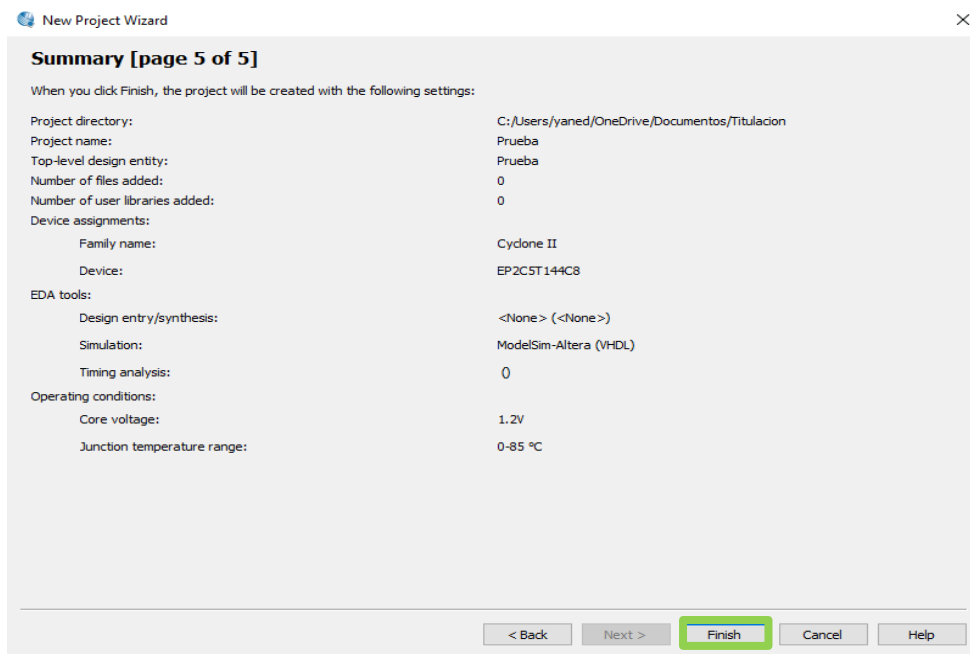 New Project Wizard
Summary [page 5 of 5]
When you click Finish, the project will be created with the following settings:
Project directory: C:/Users/yaned/OneDrive/Documentos/Titulacion
Project name: Prueba
Top-level design entity: Prueba
Number of files added: 0
Number of user libraries added: 0
Device assignments:
Family name: Cyclone II
Device: EP2C5T144C8
EDA tools:
Design entry/synthesis: <None> (<None>)
Simulation: ModelSim-Altera (VHDL)
Timing analysis: 0
Operating conditions:
Core voltage: 1.2V
Junction temperature range: 0-85 ºC
< Back Next > Finish Cancel Help